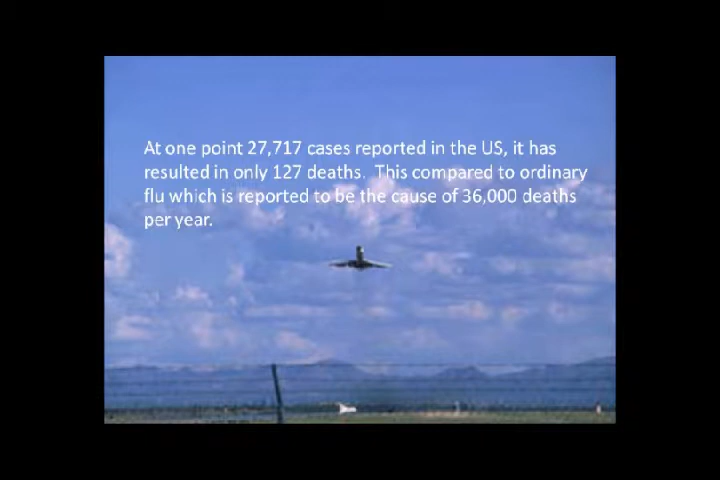 At one point 27,717 cases reported in the US, it has
resulted in only 127 deaths.  This compared to ordinary
flu which is reported to be the cause of 36,000 deaths
per year.